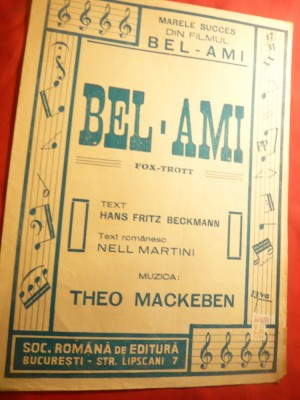 MARELE SUCCES
DIN FILMUL
BEL-AMI
BEL-AMI
FOX-TROTT
TEXT
HANS FRITZ BECKMANN
Text românesc
NELL MARTINI
MUZICA:
THEO MACKEBEN
SOC. ROMÂNĂ DE EDITURĂ
BUCUREȘTI - STR. LIPSCANI 7